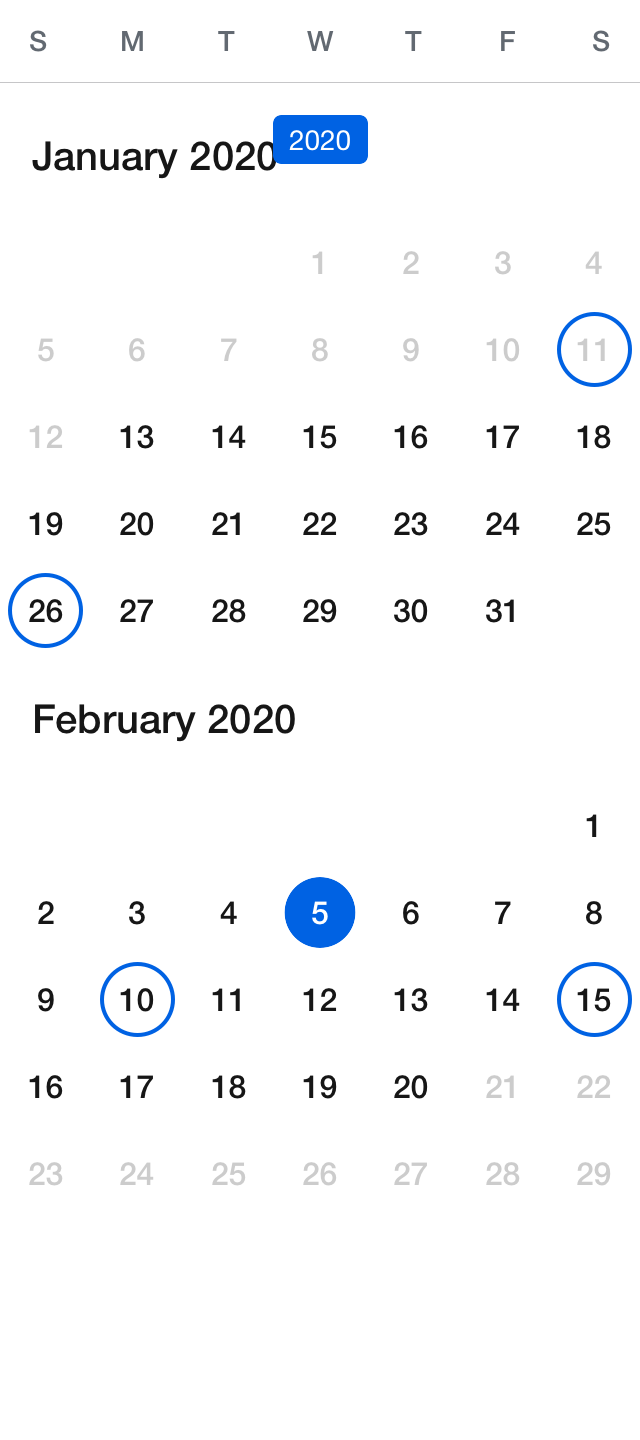 S M T W T F S
2020
January 2020
1 2 3 4
5 6 7 8 9 10 11
12 13 14 15 16 17 18
19 20 21 22 23 24 25
26 27 28 29 30 31
February 2020
1
2 3 4 5 6 7 8
9 10 11 12 13 14 15
16 17 18 19 20 21 22
23 24 25 26 27 28 29